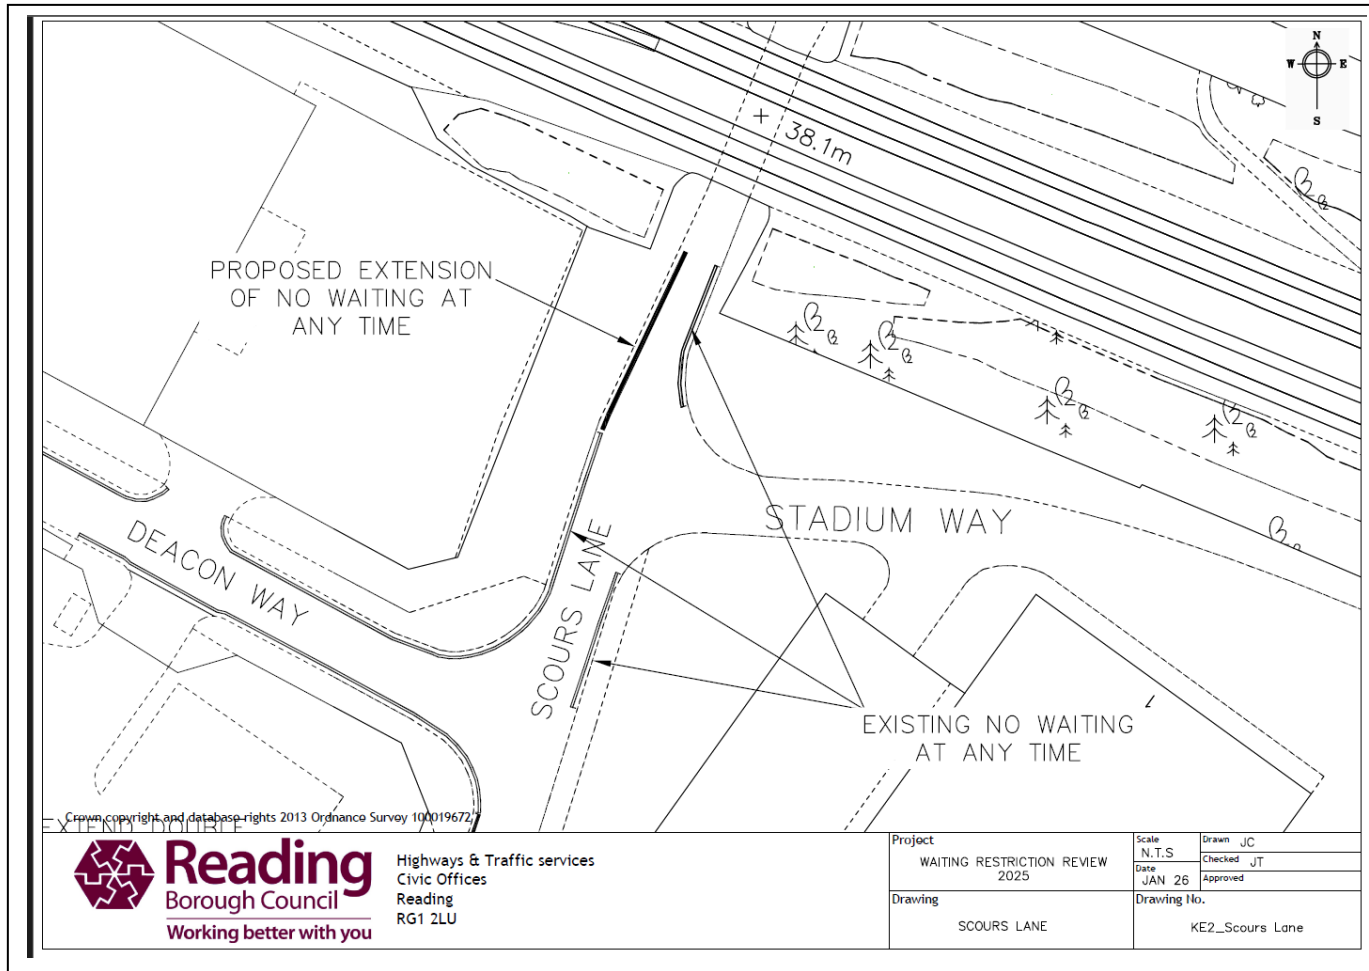 N
W E
S
38.1m
PROPOSED EXTENSION
OF NO WAITING AT
ANY TIME
STADIUM WAY
DEACON WAY
SCOURS LANE
EXISTING NO WAITING
AT ANY TIME
1
Crown copyright and database rights 2013 Ordnance Survey 100019672
EXTEND DOUBLE
Reading
Borough Council
Working better with you
Highways & Traffic services
Civic Offices
Reading
RG1 2LU
Project
WAITING RESTRICTION REVIEW
2025
Drawing
SCOURS LANE
Scale
N.T.S
Date
JAN 26
Drawn JC
Checked JT
Approved
Drawing No.
KE2_Scours Lane